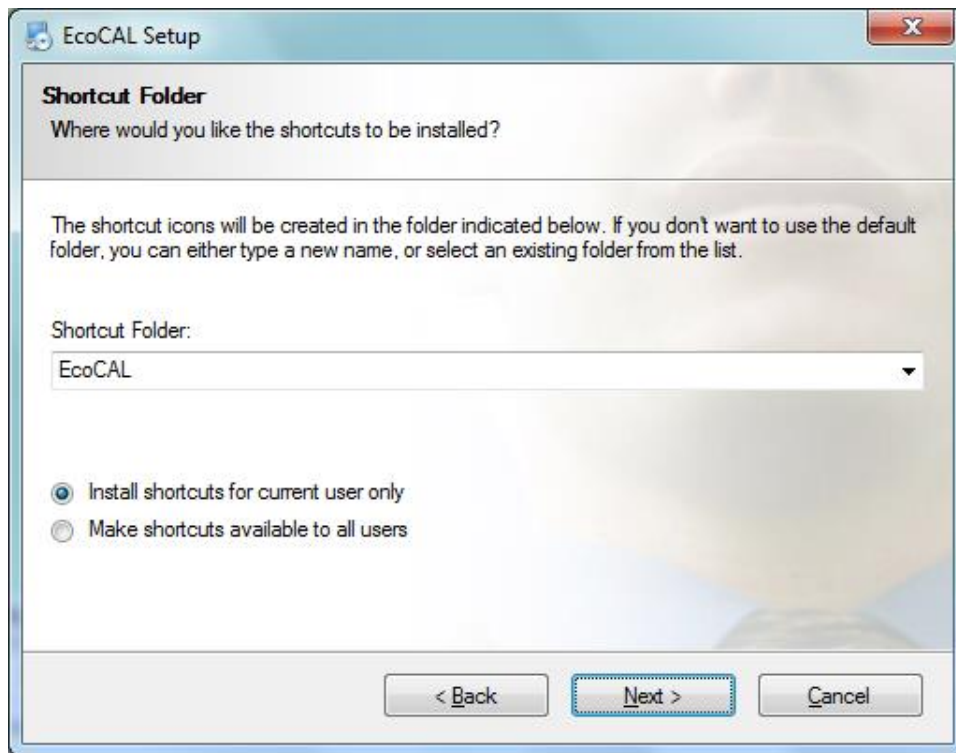 EcoCAL Setup
X
Shortcut Folder
Where would you like the shortcuts to be installed?
The shortcut icons will be created in the folder indicated below. If you don't want to use the default
folder, you can either type a new name, or select an existing folder from the list.
Shortcut Folder:
EcoCAL
Install shortcuts for current user only
Make shortcuts available to all users
< Back
Next >
Cancel